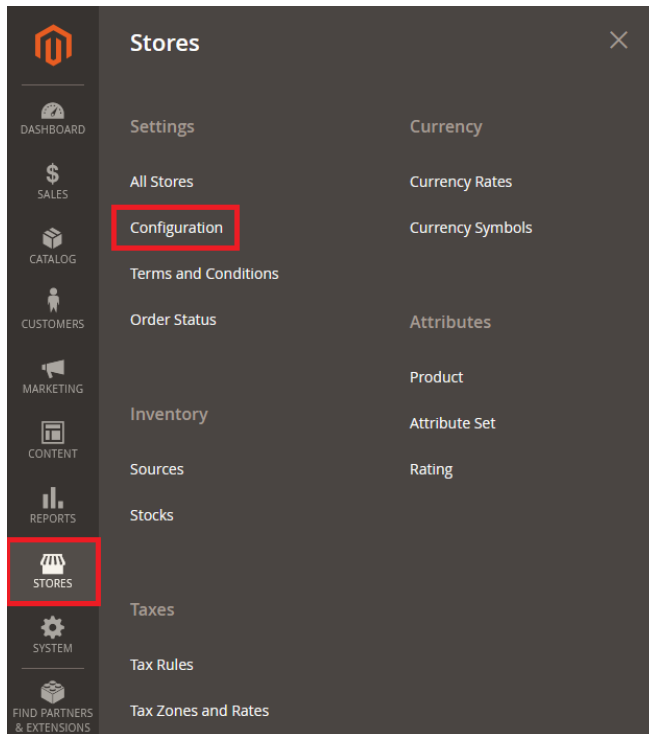 Stores
DASHBOARD
SALES
CATALOG
CUSTOMERS
MARKETING
CONTENT
REPORTS
STORES
SYSTEM
FIND PARTNERS
& EXTENSIONS
Settings
All Stores
Configuration
Terms and Conditions
Order Status
Inventory
Sources
Stocks
Taxes
Tax Rules
Tax Zones and Rates
Currency
Currency Rates
Currency Symbols
Attributes
Product
Attribute Set
Rating